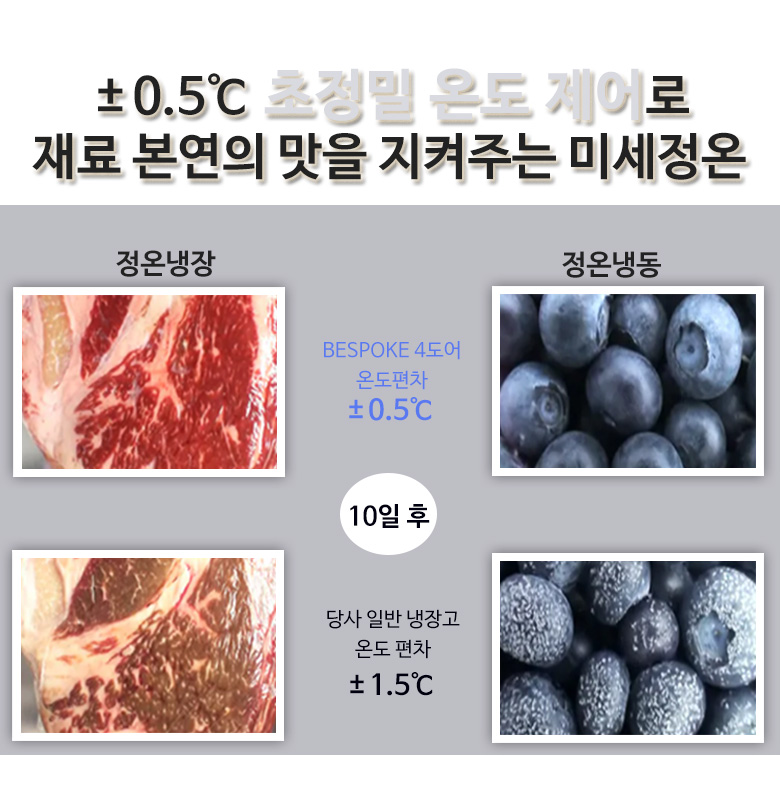 ±0.5℃ 초정밀 온도 제어로
재료 본연의 맛을 지켜주는 미세정온
정온냉장
정온냉동
BESPOKE 4도어
온도편차
±0.5℃
10일 후
당사 일반 냉장고
온도 편차
±1.5℃